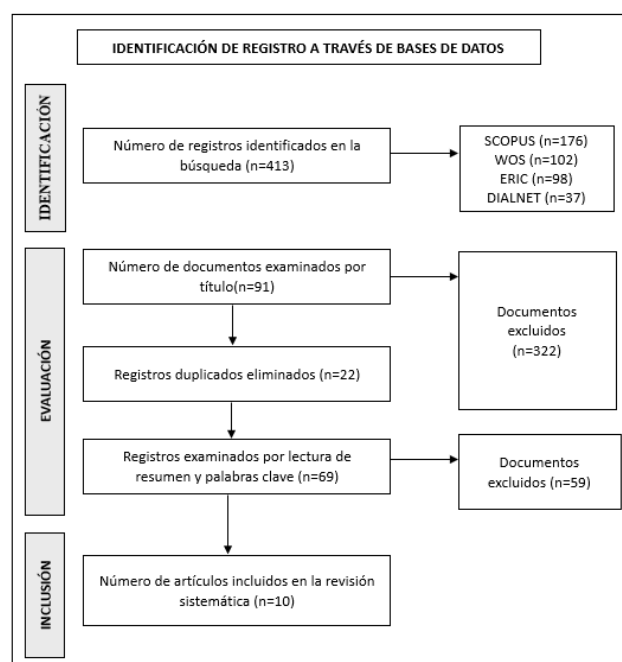 IDENTIFICACIÓN DE REGISTRO A TRAVÉS DE BASES DE DATOS
IDENTIFICACIÓN
Número de registros identificados en la
búsqueda (n=413)
SCOPUS (n=176)
WOS (n=102)
ERIC (n=98)
DIALNET (n=37)
EVALUACIÓN
Número de documentos examinados por
título(n=91)
Documentos
excluidos
(n=322)
Registros duplicados eliminados (n=22)
Registros examinados por lectura de
resumen y palabras clave (n=69)
Documentos
excluidos (n=59)
INCLUSIÓN
Número de artículos incluidos en la revisión
sistemática (n=10)